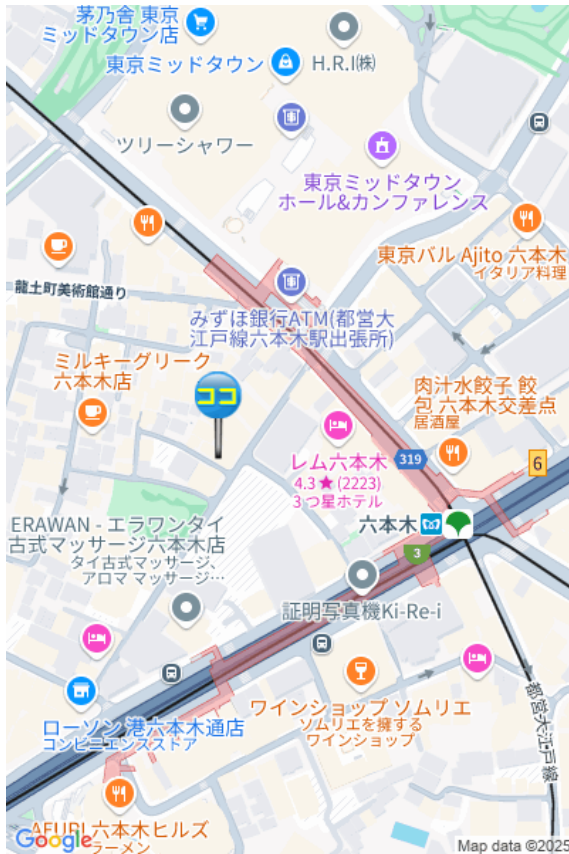 茅乃舎 東京
ミッドタウン店
東京ミッドタウン
H.R.I㈱
ツリーシャワー
東京ミッドタウン
ホール&カンファレンス
東京バル Ajito 六本木
イタリア料理
龍土町美術館通り
みずほ銀行ATM(都営大
江戸線六本木駅出張所)
ミルキーグリーク
六本木店
ココ
肉汁水餃子 餃
包 六本木交差点
居酒屋
レム六本木
4.3★(2223)
3 つ星ホテル
319
6
六本木
3
ERAWAN - エラワンタイ
古式マッサージ六本木店
タイ古式マッサージ、
アロマ マッサージ…
証明写真機Ki-Re-i
ワインショップ ソムリエ
ソムリエを擁する
ワインショップ
都営大江戸線
ローソン 港六本木通店
コンビニエンスストア
AFURI 六本木ヒルズ
ラーメン
Google
Map data ©2025